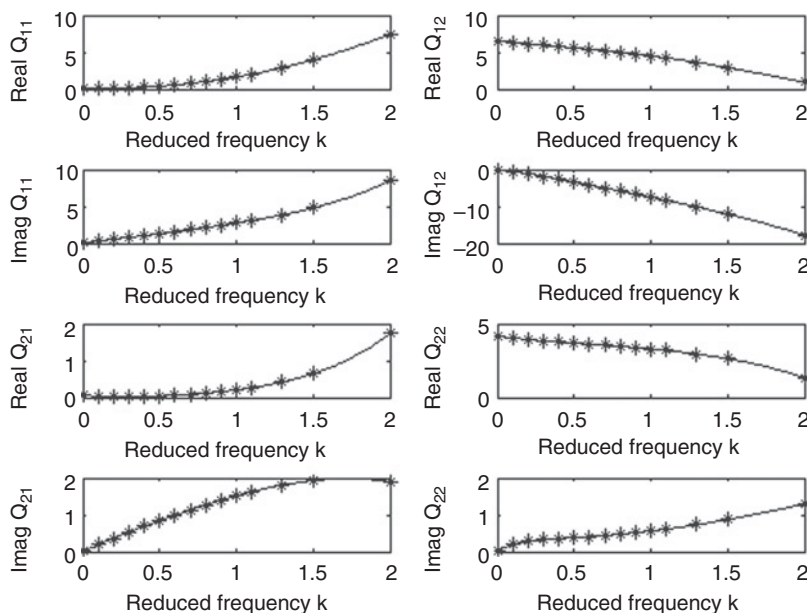 Real Q11
10
5
0
0 0.5 1 1.5 2
Reduced frequency k
Real Q12
10
5
0
0 0.5 1 1.5 2
Reduced frequency k
Imag Q11
10
5
0
0 0.5 1 1.5 2
Reduced frequency k
Imag Q12
0
−10
−20
0 0.5 1 1.5 2
Reduced frequency k
Real Q21
2
1
0
0 0.5 1 1.5 2
Reduced frequency k
Real Q22
5
0
0 0.5 1 1.5 2
Reduced frequency k
Imag Q21
2
1
0
0 0.5 1 1.5 2
Reduced frequency k
Imag Q22
2
1
0
0 0.5 1 1.5 2
Reduced frequency k